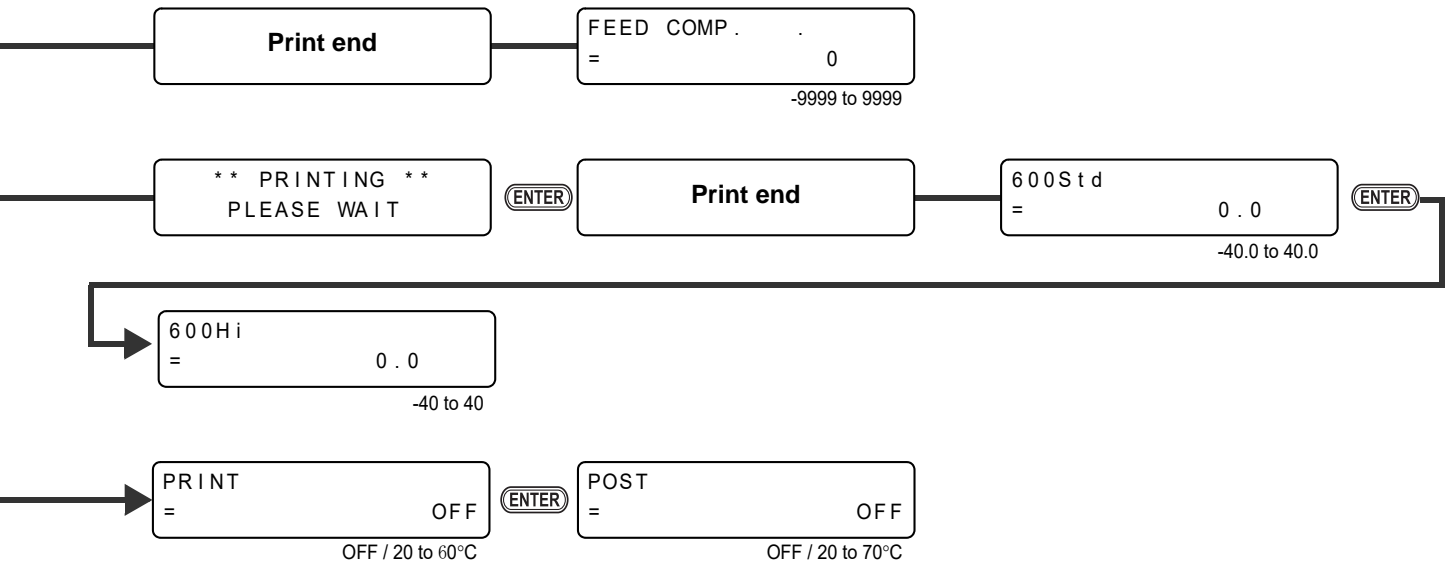 Print end
FEED COMP. .
= 0
-9999 to 9999
** PRINTING **
PLEASE WAIT
ENTER
Print end
600Std
= 0.0
ENTER
-40.0 to 40.0
600Hi
= 0.0
-40 to 40
PRINT
= OFF
ENTER
POST
= OFF
OFF / 20 to 60°C
OFF / 20 to 70°C